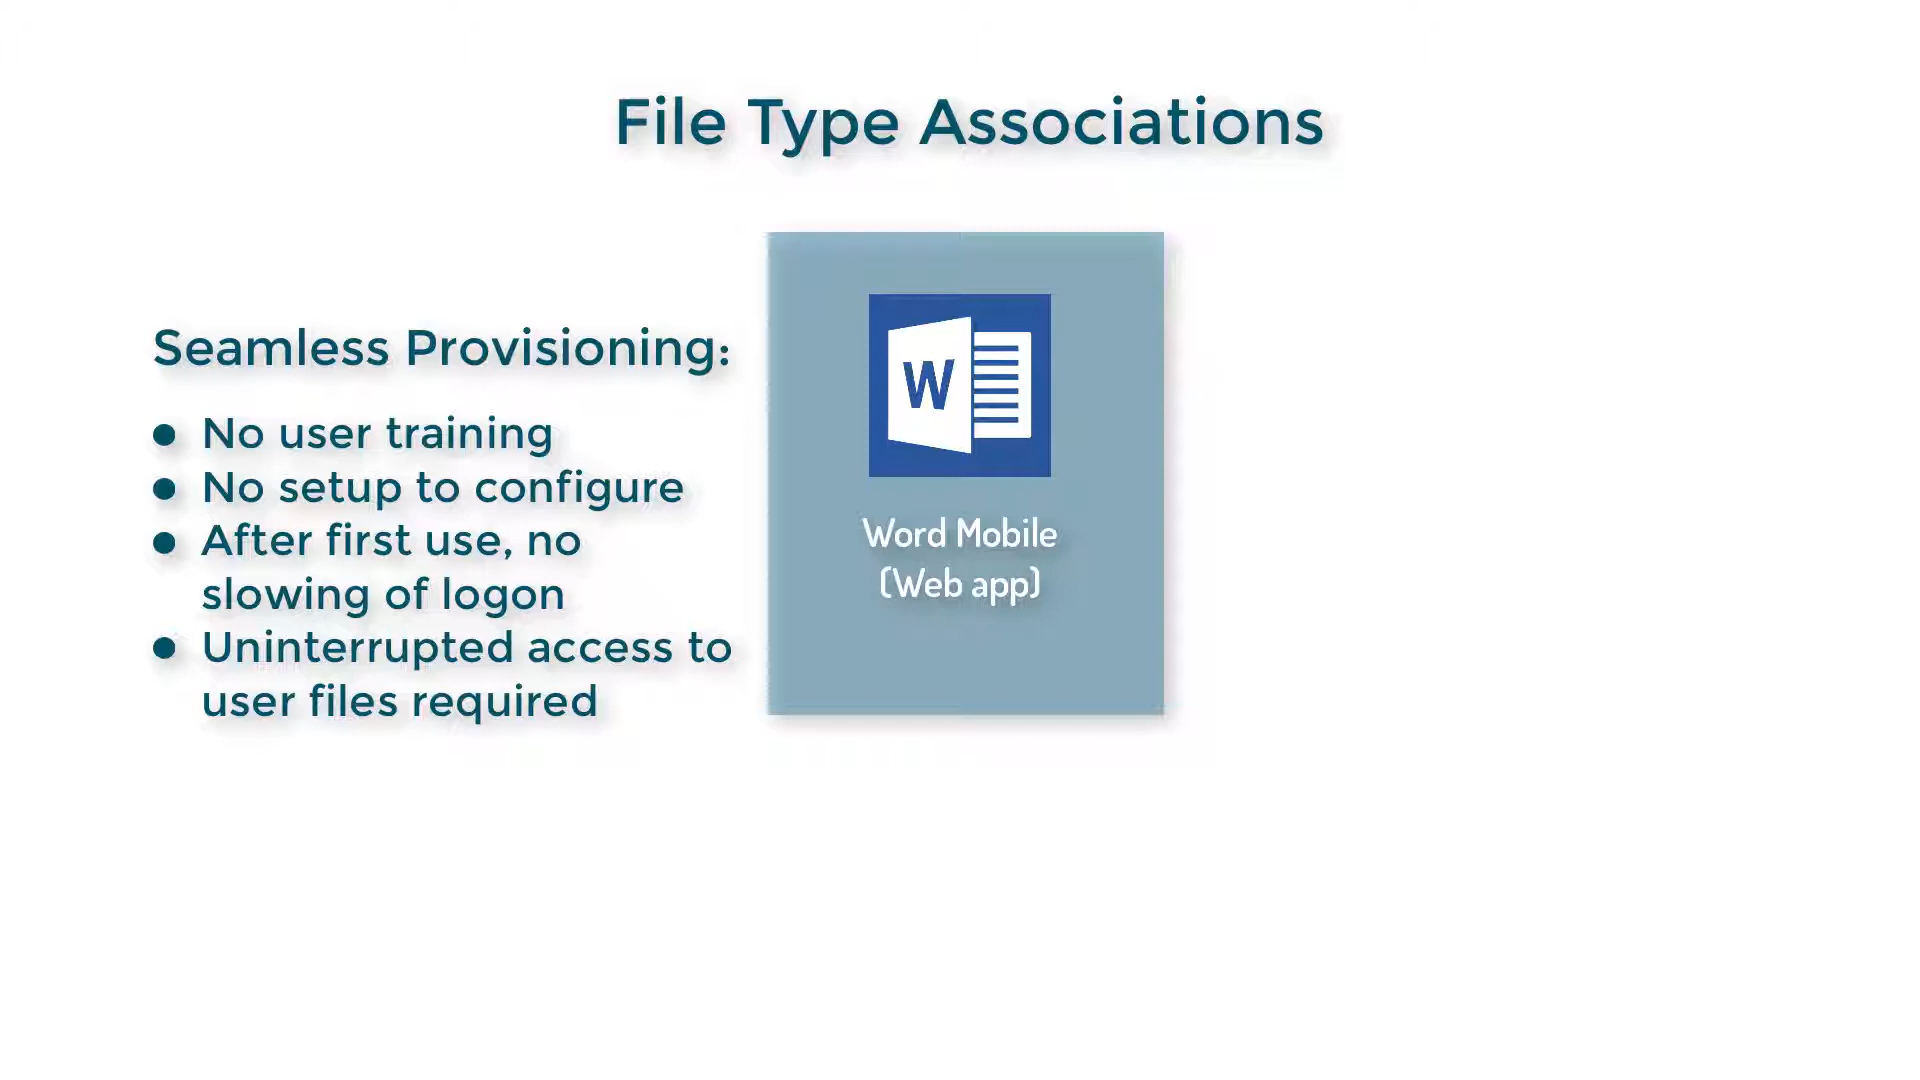 File Type Associations
Seamless Provisioning:
● No user training
● No setup to configure
● After first use, no
slowing of logon
● Uninterrupted access to
user files required
W
Word Mobile
(Web app)